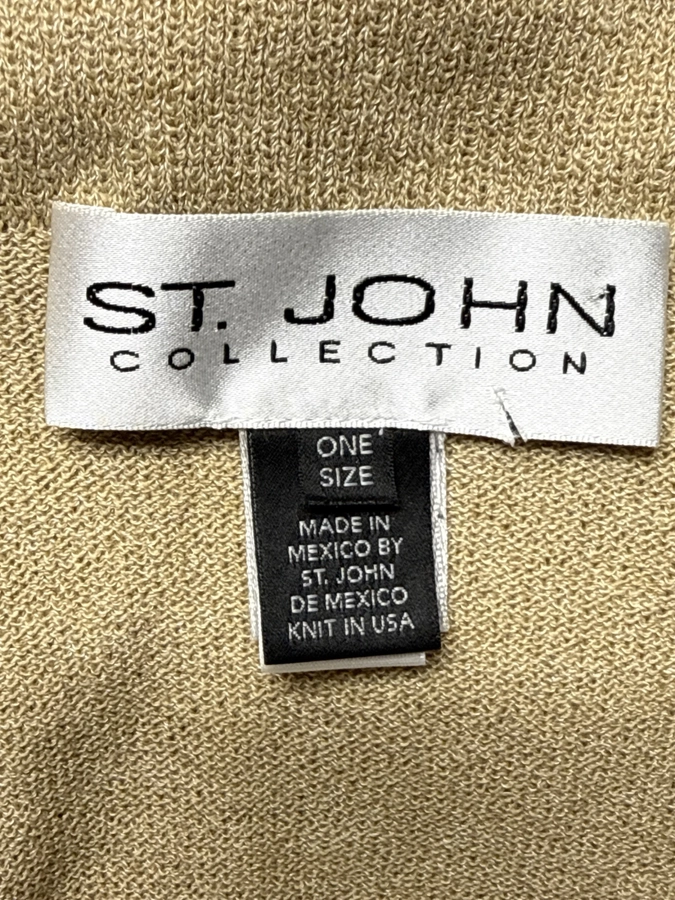 ST. JOHN
COLLECTION
ONE
SIZE
MADE IN
MEXICO BY
ST. JOHN
DE MEXICO
KNIT IN USA